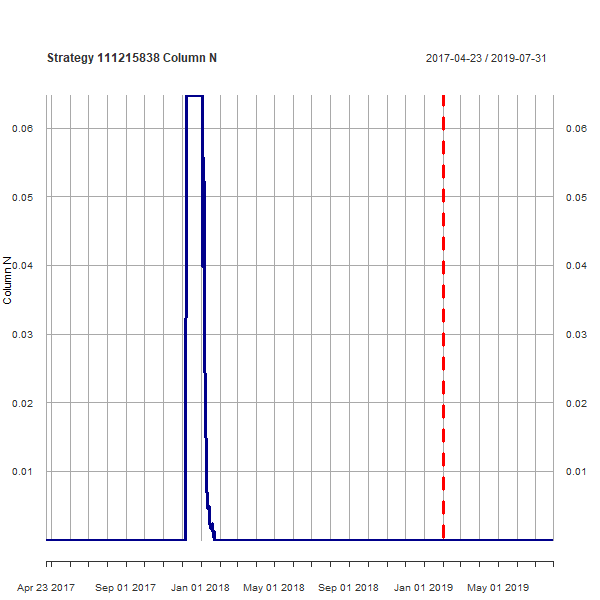 Strategy 111215838 Column N
2017-04-23 / 2019-07-31
0.06
0.05
0.04
0.03
0.02
0.01
Column N
0.06
0.05
0.04
0.03
0.02
0.01
Apr 23 2017
Sep 01 2017
Jan 01 2018
May 01 2018
Sep 01 2018
Jan 01 2019
May 01 2019